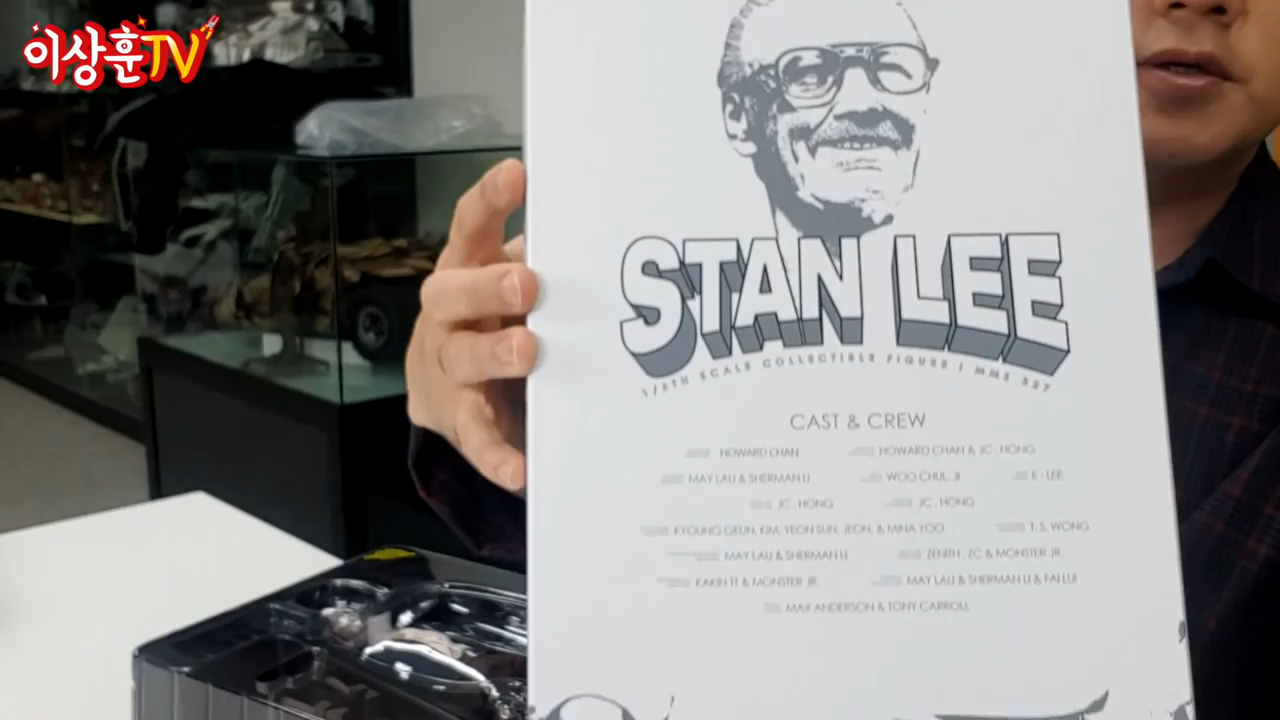 이상훈TV
STAN LEE
1/6TH SCALE COLLECTIBLE FIGURE | MMS 327
CAST & CREW
HOWARD CHAN HOWARD CHAN & JC . HONG
MAY LAU & SHERMAN LI WOO CHUL, JI E - LEE
JC . HONG JC . HONG
KYOUNG GEUN, KIM, YEON SUN, JEON, & MINA YOO T. S. WONG
MAY LAU & SHERMAN LI ZENITH , ZC & MONSTER JR.
KAKIN TI & MONSTER JR. MAY LAU & SHERMAN LI & FAI LUI
MAX ANDERSON & TONY CARROLL